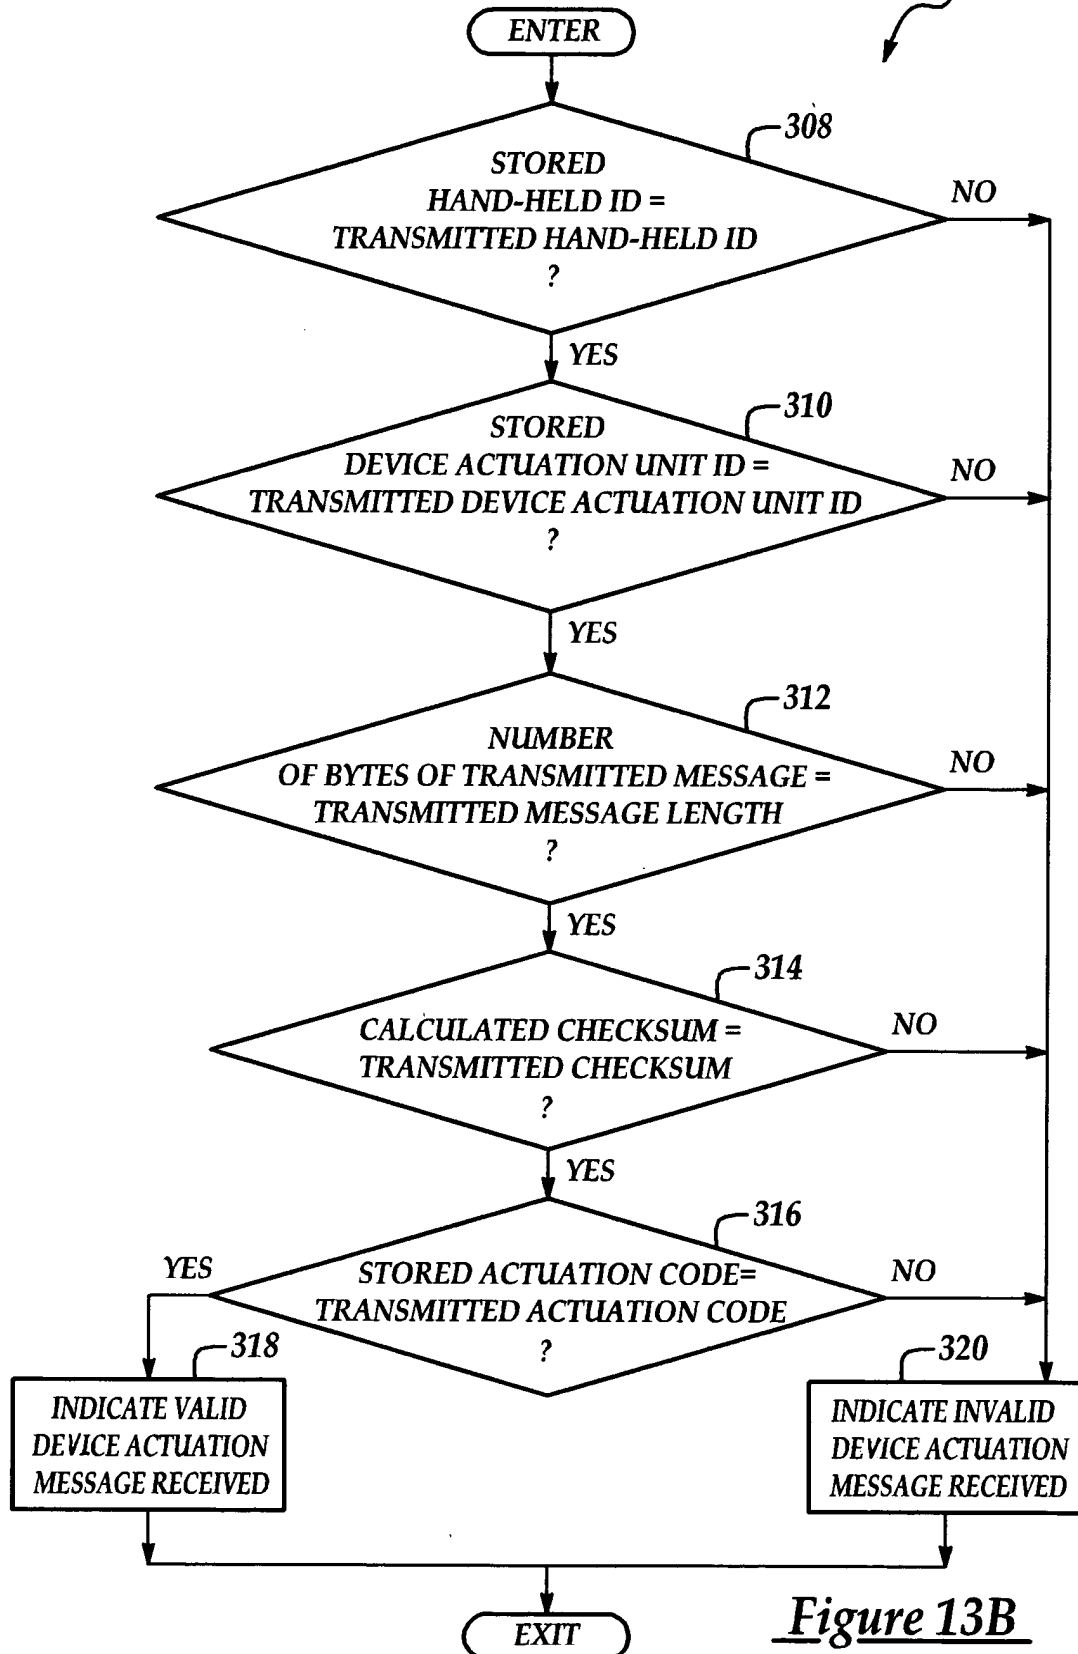 ENTER
308
STORED
HAND-HELD ID =
TRANSMITTED HAND-HELD ID
?
NO
YES
310
STORED
DEVICE ACTUATION UNIT ID =
TRANSMITTED DEVICE ACTUATION UNIT ID
?
NO
YES
312
NUMBER
OF BYTES OF TRANSMITTED MESSAGE =
TRANSMITTED MESSAGE LENGTH
?
NO
YES
314
CALCULATED CHECKSUM =
TRANSMITTED CHECKSUM
?
NO
YES
316
STORED ACTUATION CODE=
TRANSMITTED ACTUATION CODE
?
YES
NO
318
INDICATE VALID
DEVICE ACTUATION
MESSAGE RECEIVED
320
INDICATE INVALID
DEVICE ACTUATION
MESSAGE RECEIVED
EXIT
Figure 13B